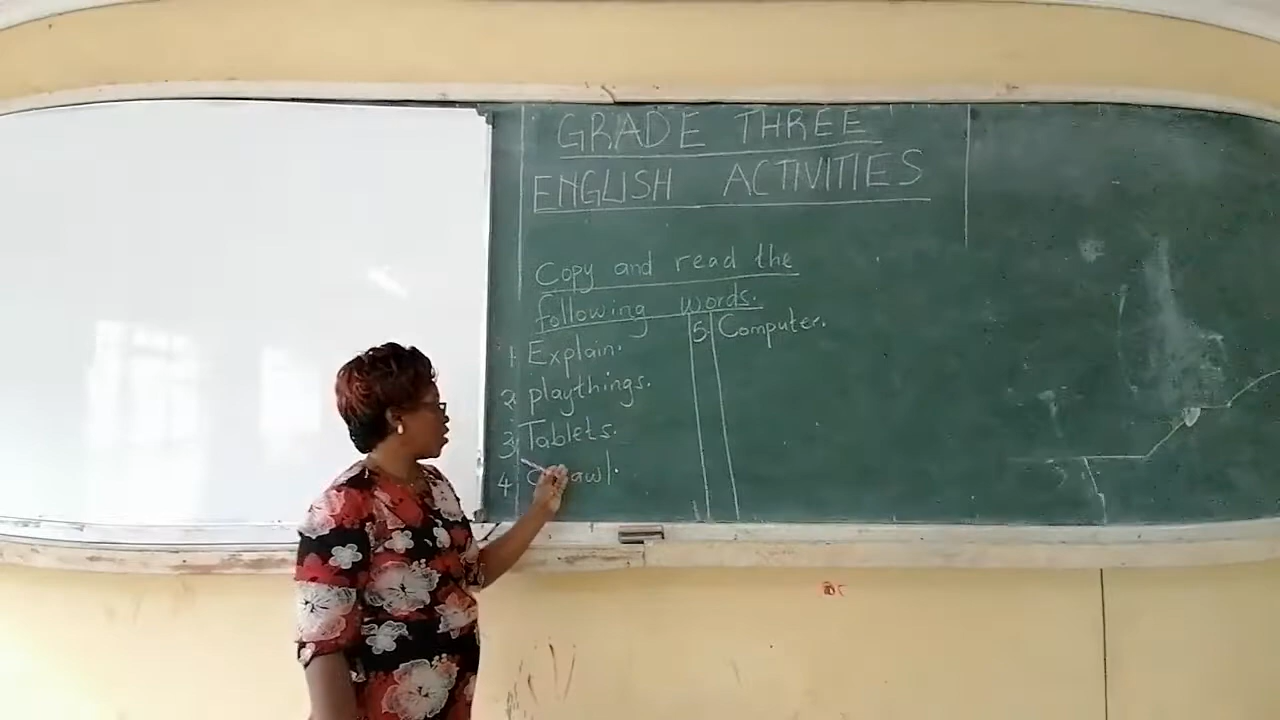 GRADE THREE
ENGLISH ACTIVITIES
Copy and read the
following words.
1 Explain.
2 playthings.
3 Tablets.
4
5 Computer.